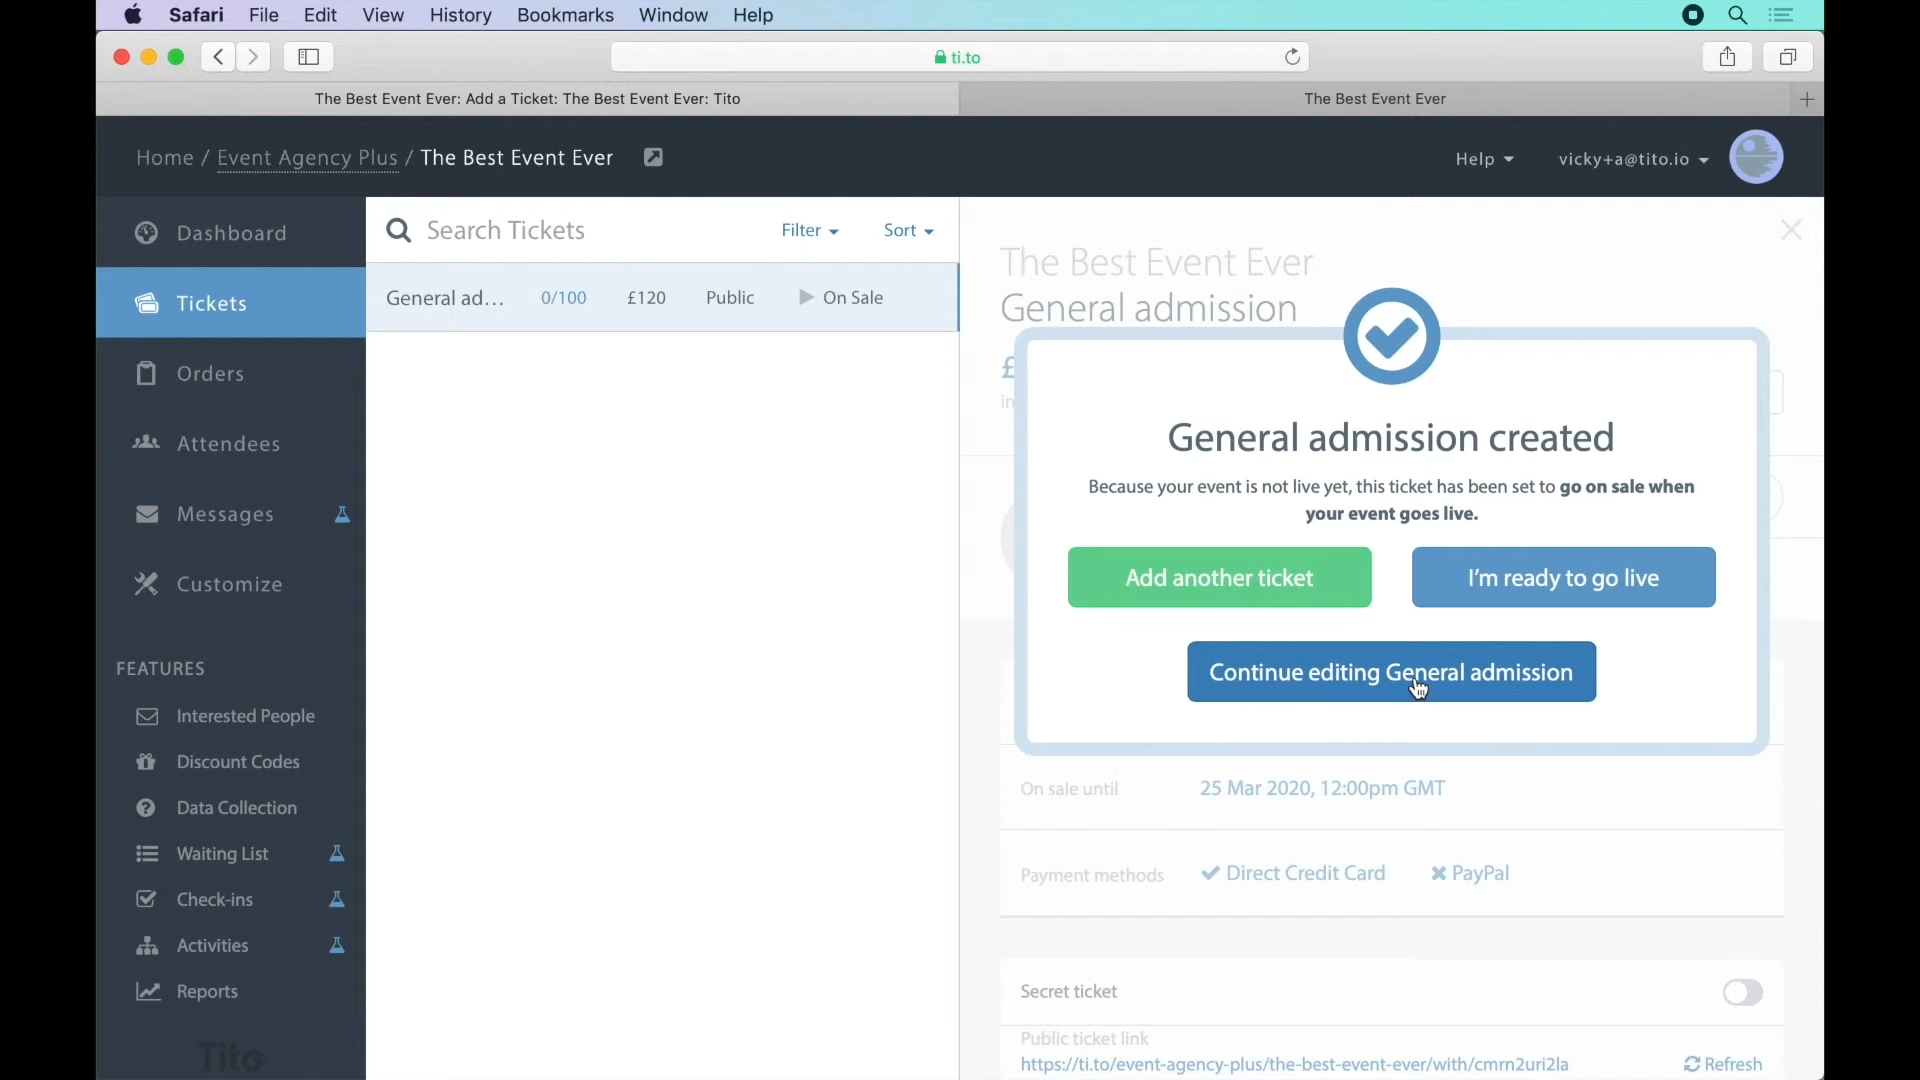 Safari File Edit View History Bookmarks Window Help
ti.to
The Best Event Ever: Add a Ticket: The Best Event Ever: Tito
The Best Event Ever
Home / Event Agency Plus / The Best Event Ever
Help
vicky+a@tito.io
Dashboard
Tickets
Orders
Attendees
Messages
Customize
FEATURES
Interested People
Discount Codes
Data Collection
Waiting List
Check-ins
Activities
Reports
Tito
Search Tickets
Filter
Sort
General ad... 0/100 £120 Public On Sale
The Best Event Ever
General admission
£
in
General admission created
Because your event is not live yet, this ticket has been set to go on sale when
your event goes live.
Add another ticket
I'm ready to go live
Continue editing General admission
On sale until 25 Mar 2020, 12:00pm GMT
Payment methods Direct Credit Card PayPal
Secret ticket
Public ticket link
https://ti.to/event-agency-plus/the-best-event-ever/with/cmrn2uri2la
Refresh